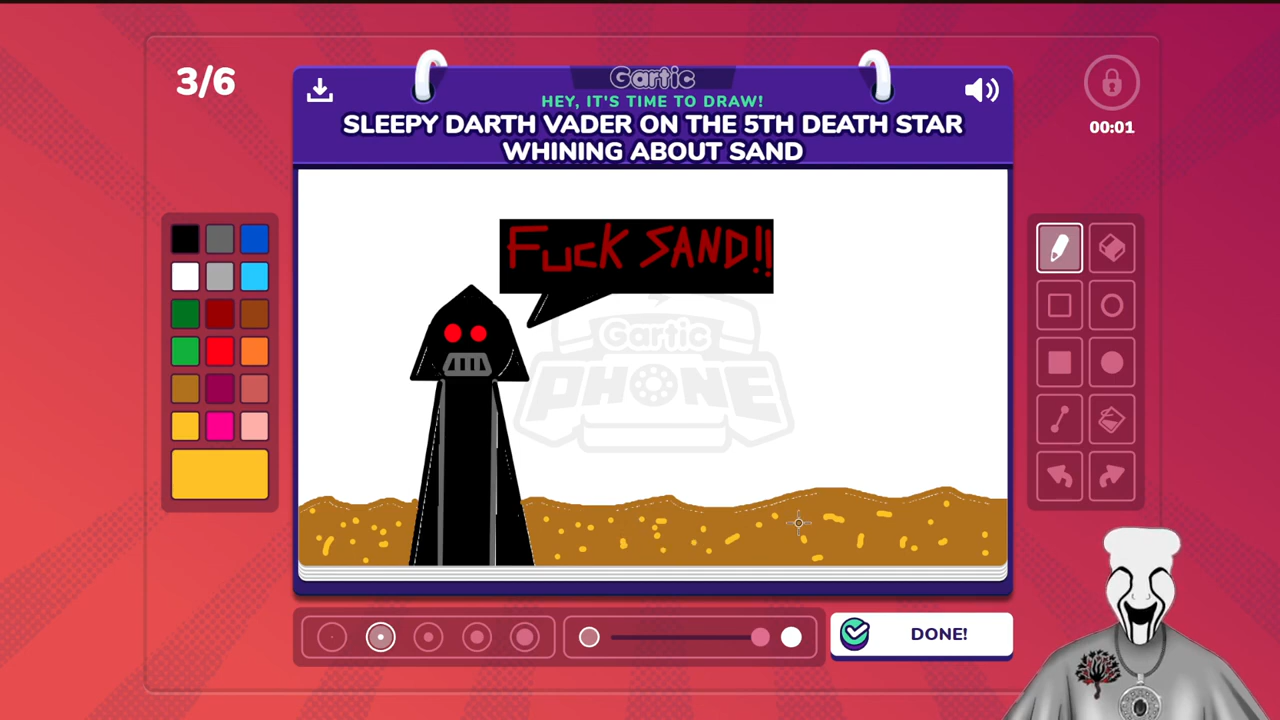 3/6
Gartic
HEY, IT'S TIME TO DRAW!
SLEEPY DARTH VADER ON THE 5TH DEATH STAR
WHINING ABOUT SAND
00:01
FucK SAND!!
Gartic
PHONE
DONE!